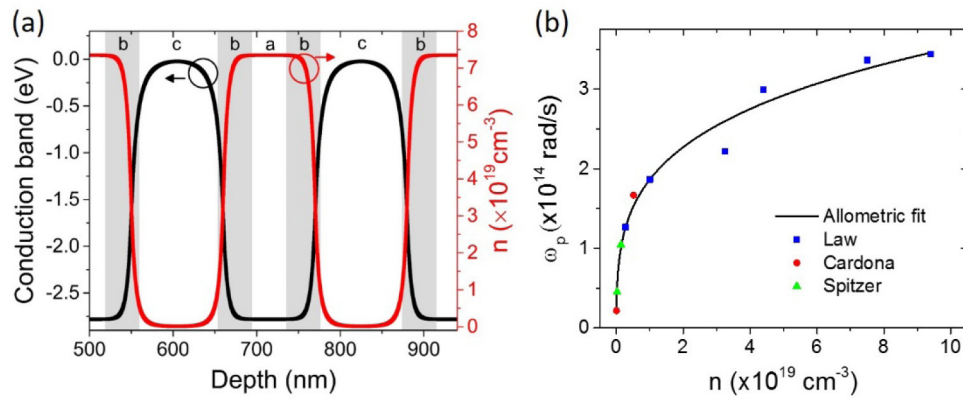 (a)
b c b a b c b
0.0
-0.5
-1.0
-1.5
-2.0
-2.5
Conduction band (eV)
8
7
6
5
4
3
2
1
0
n (×10¹⁹cm⁻³)
500 600 700 800 900
Depth (nm)
(b)
3
2
1
0
ωₚ (x10¹⁴ rad/s)
Allometric fit
Law
Cardona
Spitzer
0 2 4 6 8 10
n (x10¹⁹ cm⁻³)